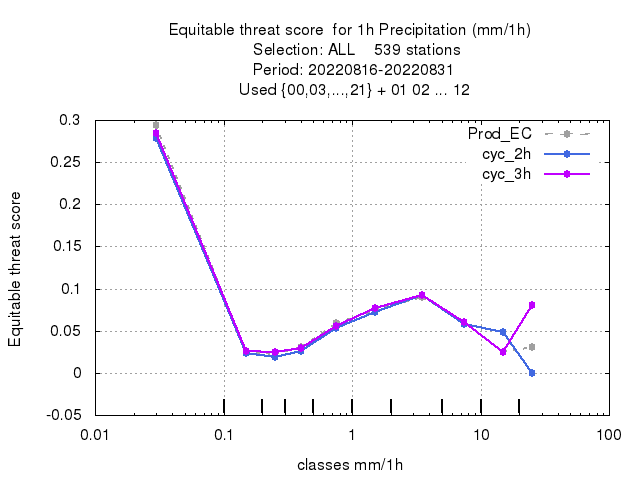 Equitable threat score  for 1h Precipitation (mm/1h)
Selection: ALL    539 stations
Period: 20220816-20220831
Used {00,03,...,21} + 01 02 ... 12
Prod_EC
cyc_2h
cyc_3h
0.3
0.25
0.2
0.15
0.1
0.05
0
-0.05
Equitable threat score
0.01 0.1 1 10 100
classes mm/1h